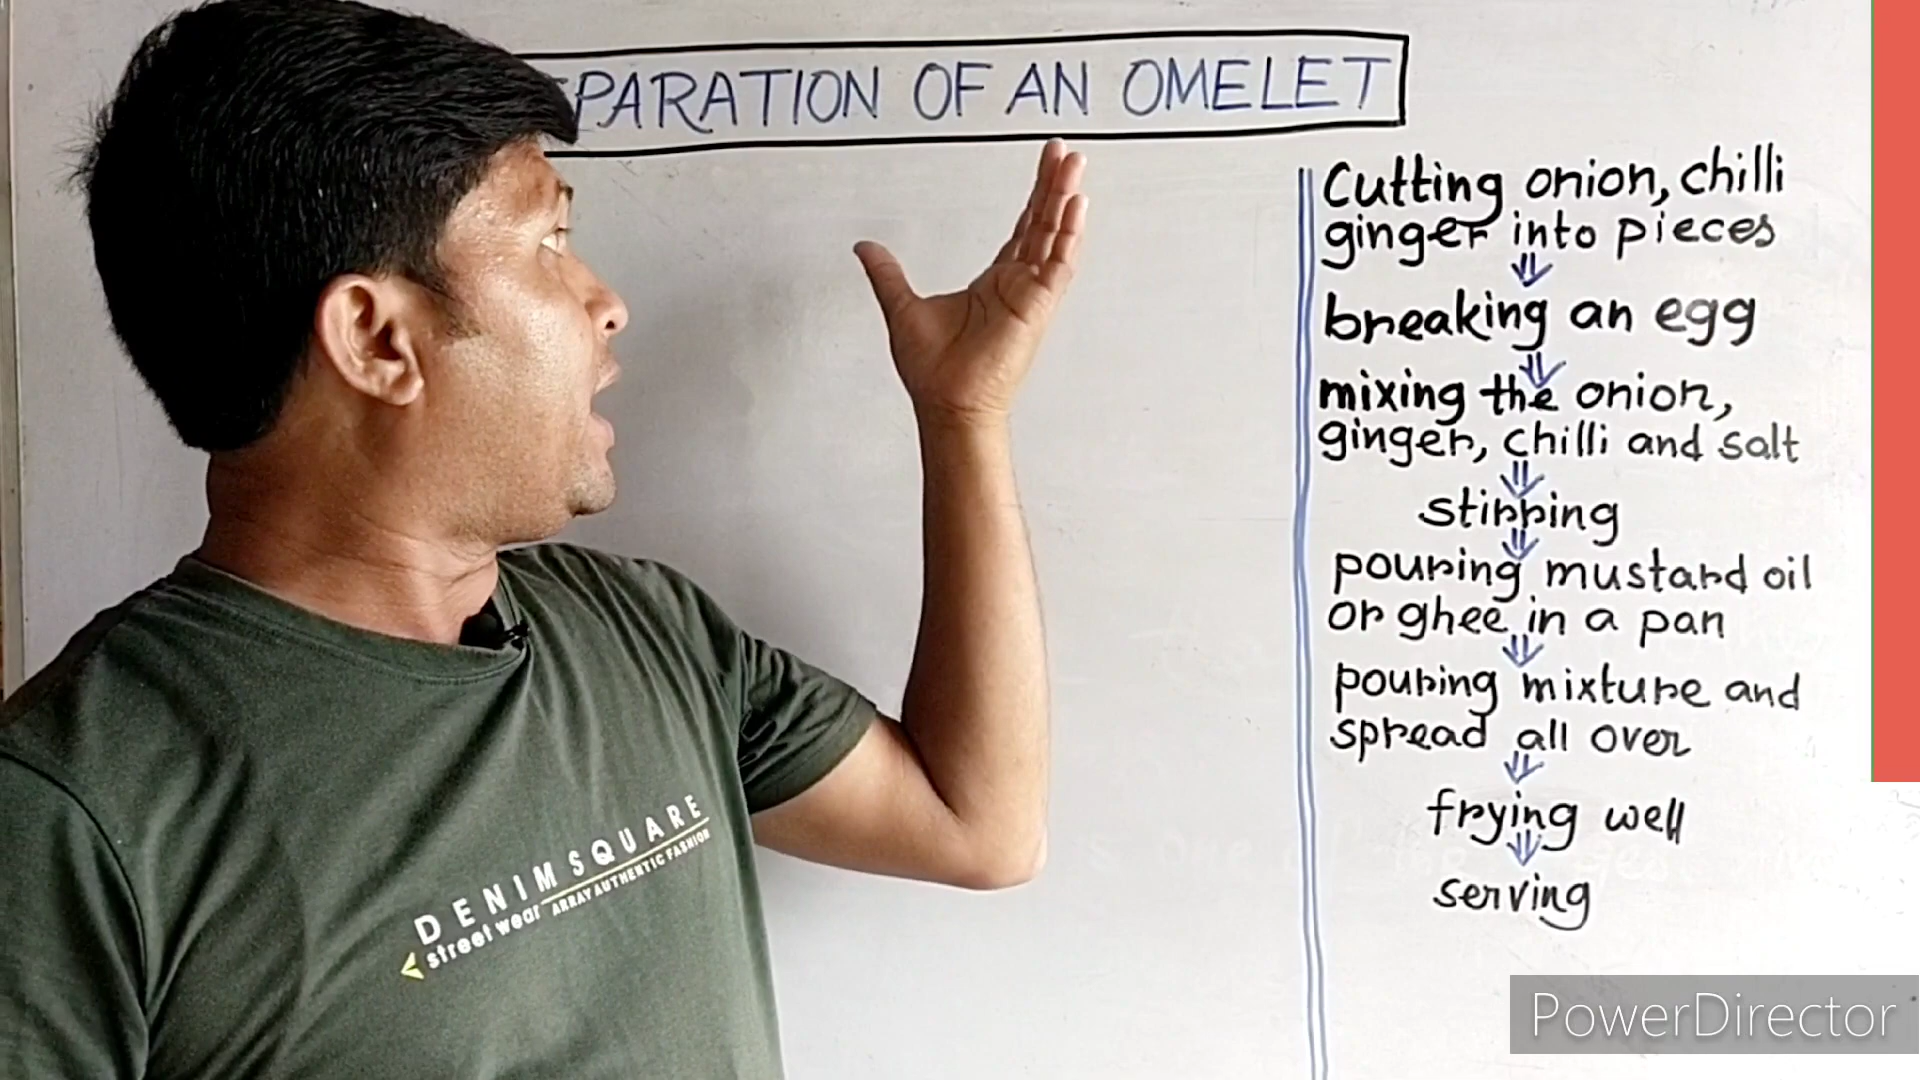 EPARATION OF AN OMELET
Cutting onion, chilli
ginger into pieces
breaking an egg
mixing the onion,
ginger, chilli and salt
stirring
pouring mustard oil
or ghee in a pan
pouring mixture and
spread all over
frying well
serving
DENIM SQUARE
street wear ARRAY AUTHENTIC FASHION
PowerDirector